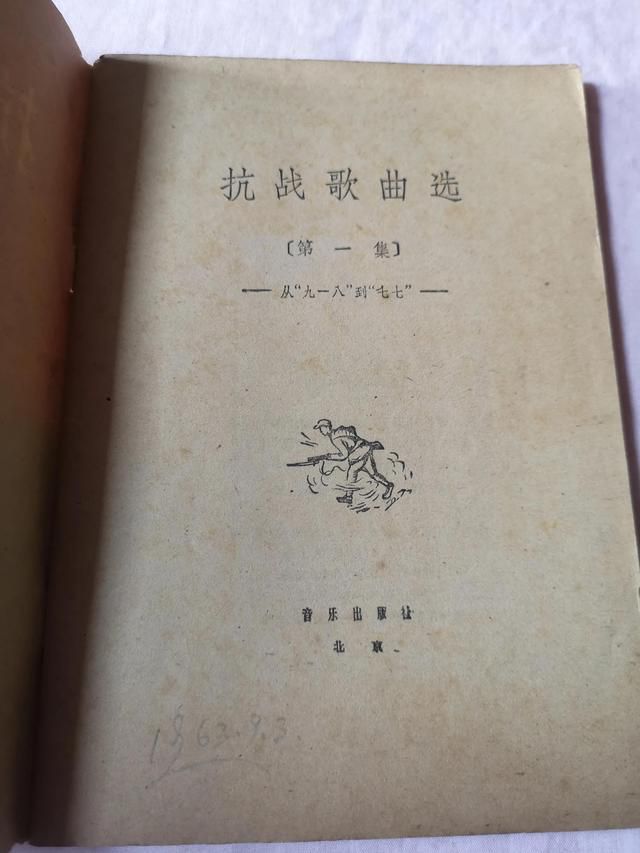 抗战歌曲选
〔第一集〕
——从“九一八”到“七七”——
音乐出版社
北京
1963.9.3.